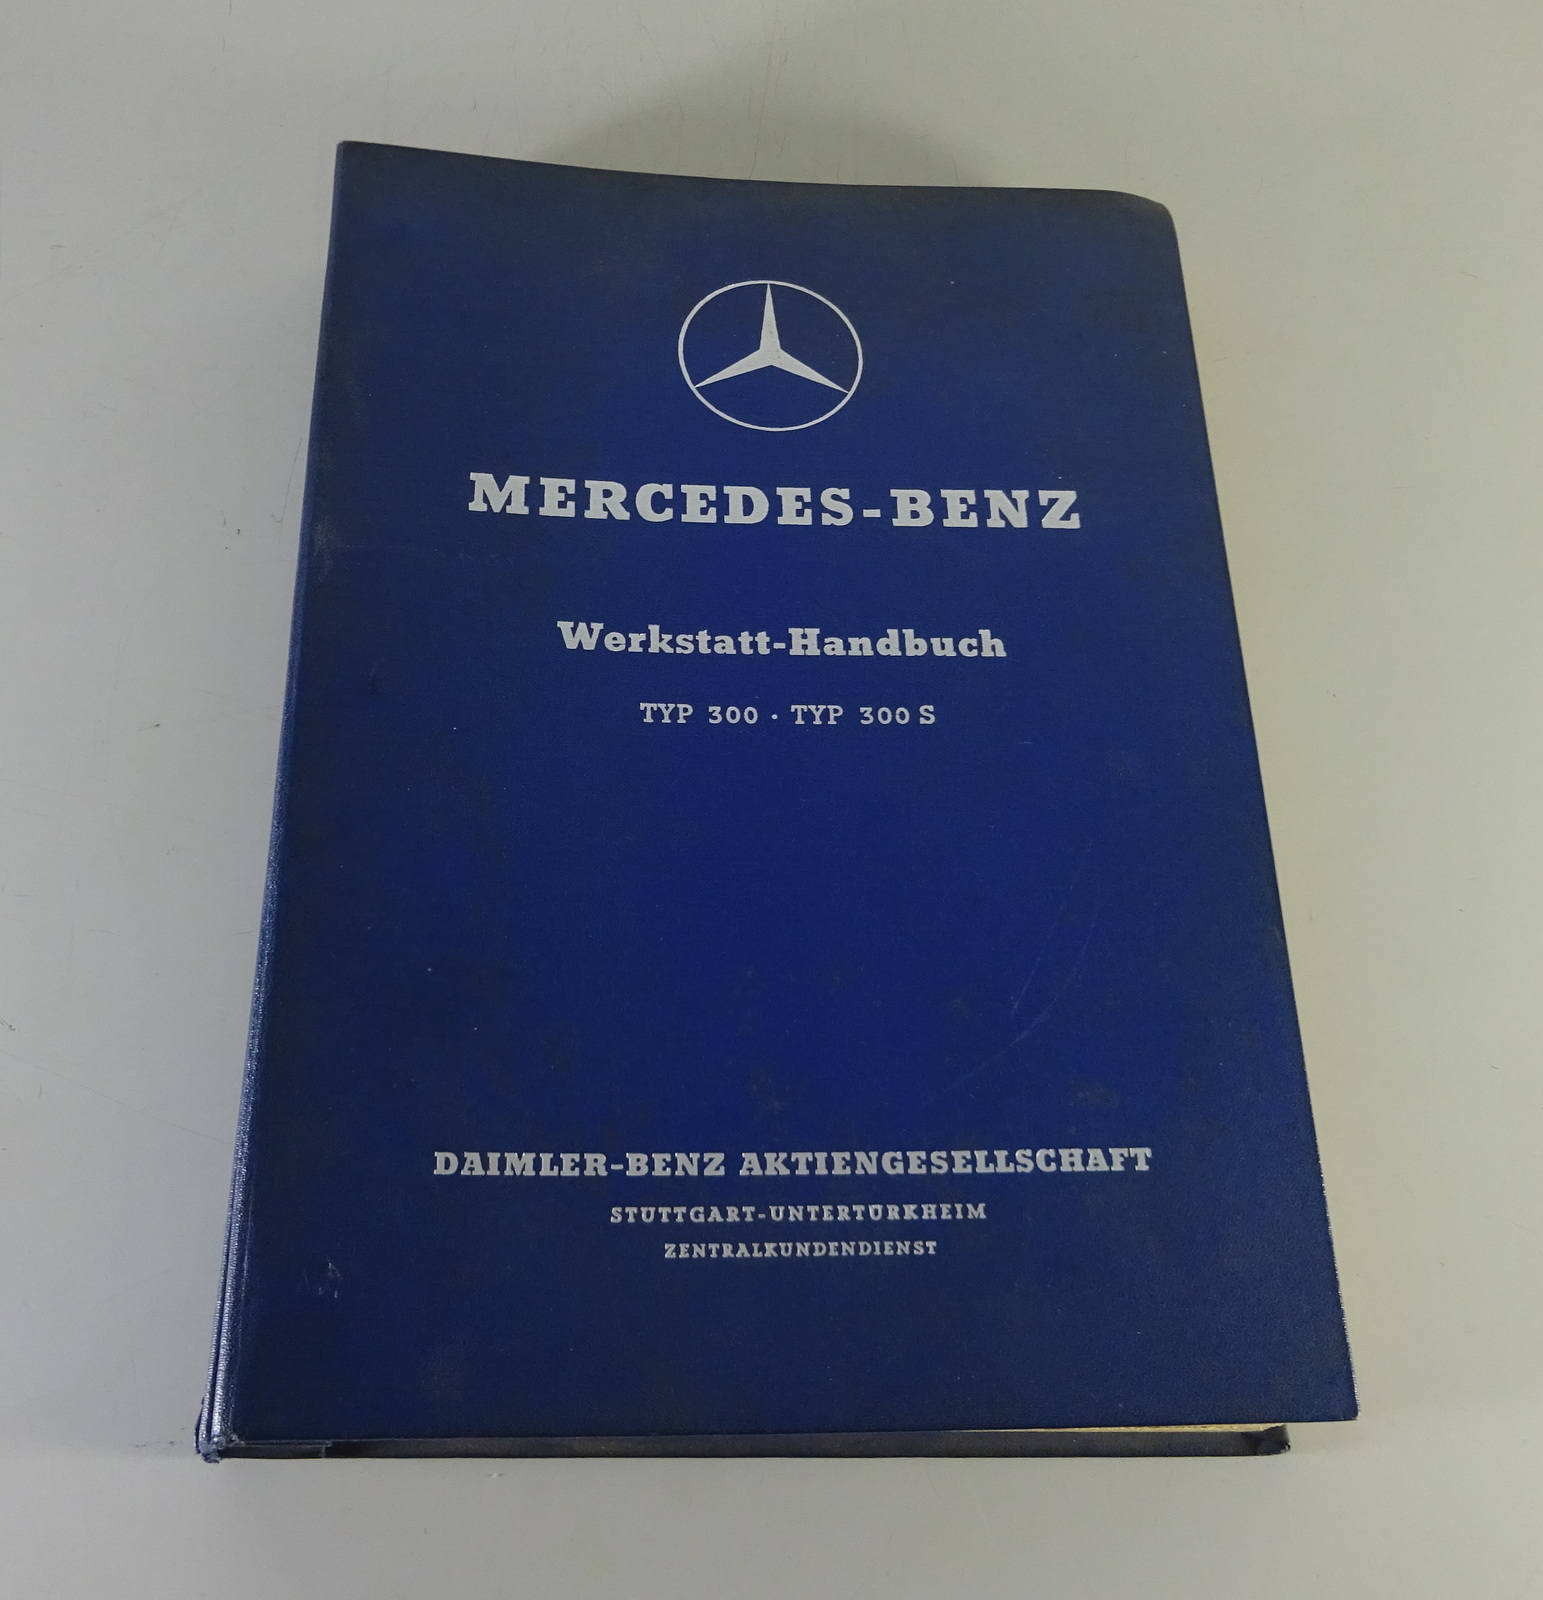 MERCEDES-BENZ
Werkstatt-Handbuch
TYP 300 · TYP 300 S
DAIMLER-BENZ AKTIENGESELLSCHAFT
STUTTGART-UNTERTÜRKHEIM
ZENTRALKUNDENDIENST